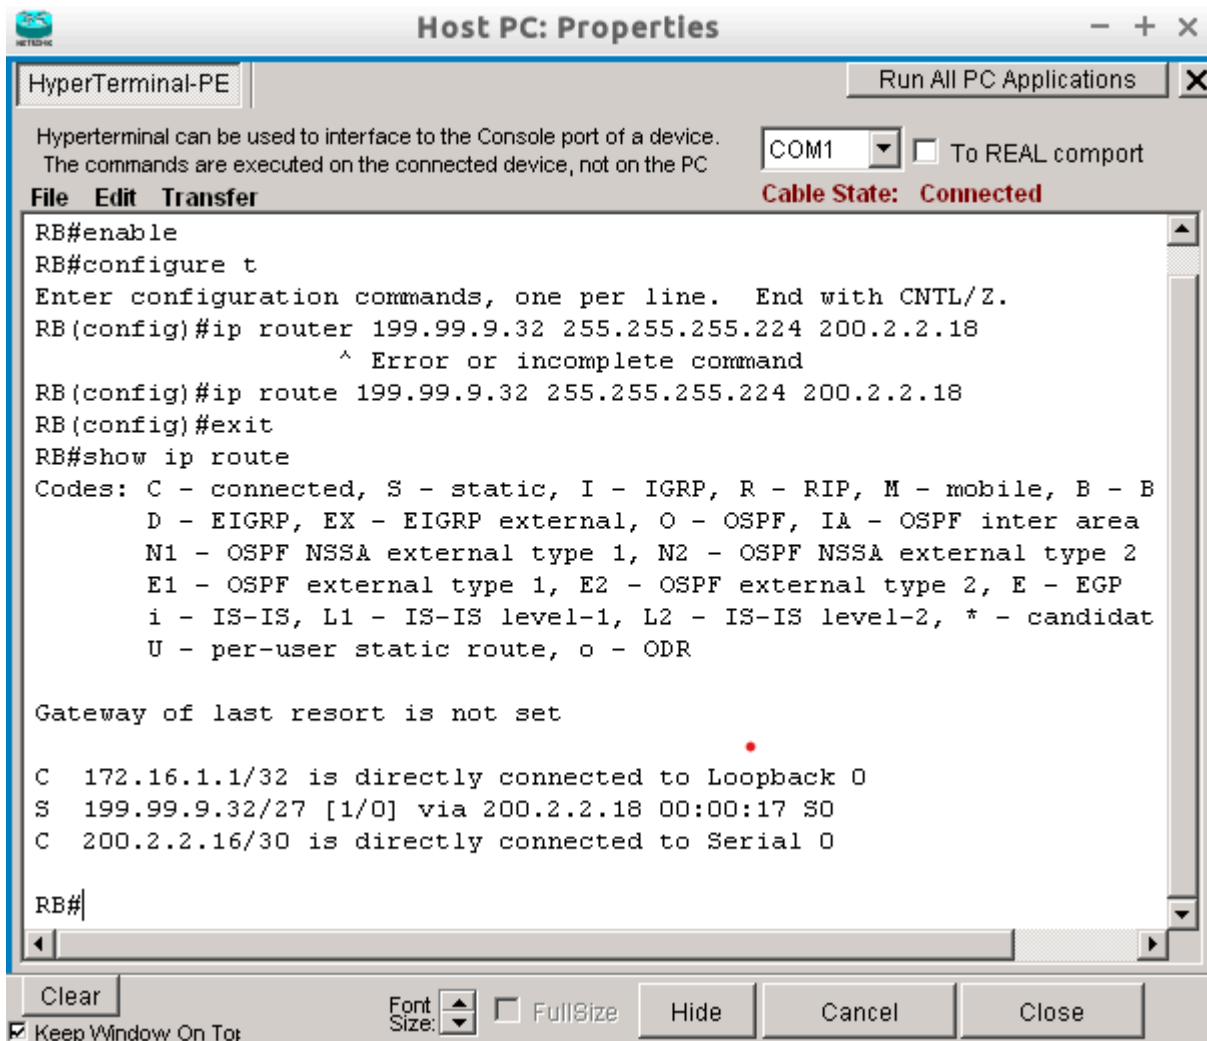 Host PC: Properties
HyperTerminal-PE
Run All PC Applications
Hyperterminal can be used to interface to the Console port of a device.
The commands are executed on the connected device, not on the PC
COM1
To REAL comport
File Edit Transfer
Cable State: Connected
RB#enable
RB#configure t
Enter configuration commands, one per line.  End with CNTL/Z.
RB(config)#ip router 199.99.9.32 255.255.255.224 200.2.2.18
^ Error or incomplete command
RB(config)#ip route 199.99.9.32 255.255.255.224 200.2.2.18
RB(config)#exit
RB#show ip route
Codes: C - connected, S - static, I - IGRP, R - RIP, M - mobile, B - B
D - EIGRP, EX - EIGRP external, O - OSPF, IA - OSPF inter area
N1 - OSPF NSSA external type 1, N2 - OSPF NSSA external type 2
E1 - OSPF external type 1, E2 - OSPF external type 2, E - EGP
i - IS-IS, L1 - IS-IS level-1, L2 - IS-IS level-2, * - candidat
U - per-user static route, o - ODR
Gateway of last resort is not set
C  172.16.1.1/32 is directly connected to Loopback 0
S  199.99.9.32/27 [1/0] via 200.2.2.18 00:00:17 S0
C  200.2.2.16/30 is directly connected to Serial 0
RB#
Clear
Font
Size:
FullSize
Hide
Cancel
Close
Keep Window On Top